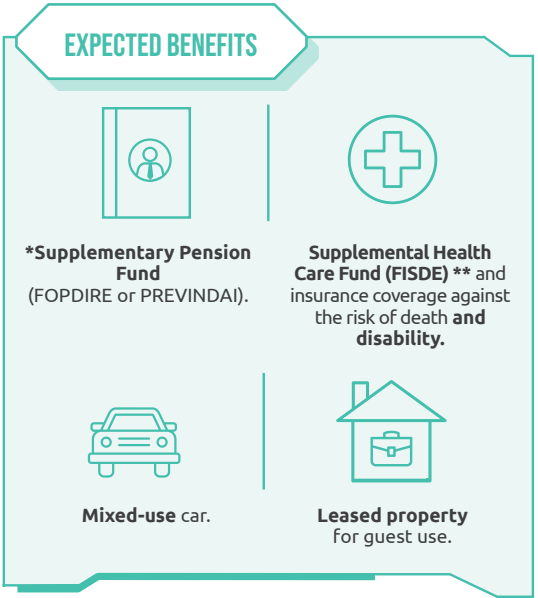 EXPECTED BENEFITS
*Supplementary Pension
Fund
(FOPDIRE or PREVINDAI).
Supplemental Health
Care Fund (FISDE) ** and
insurance coverage against
the risk of death and
disability.
Mixed-use car.
Leased property
for guest use.